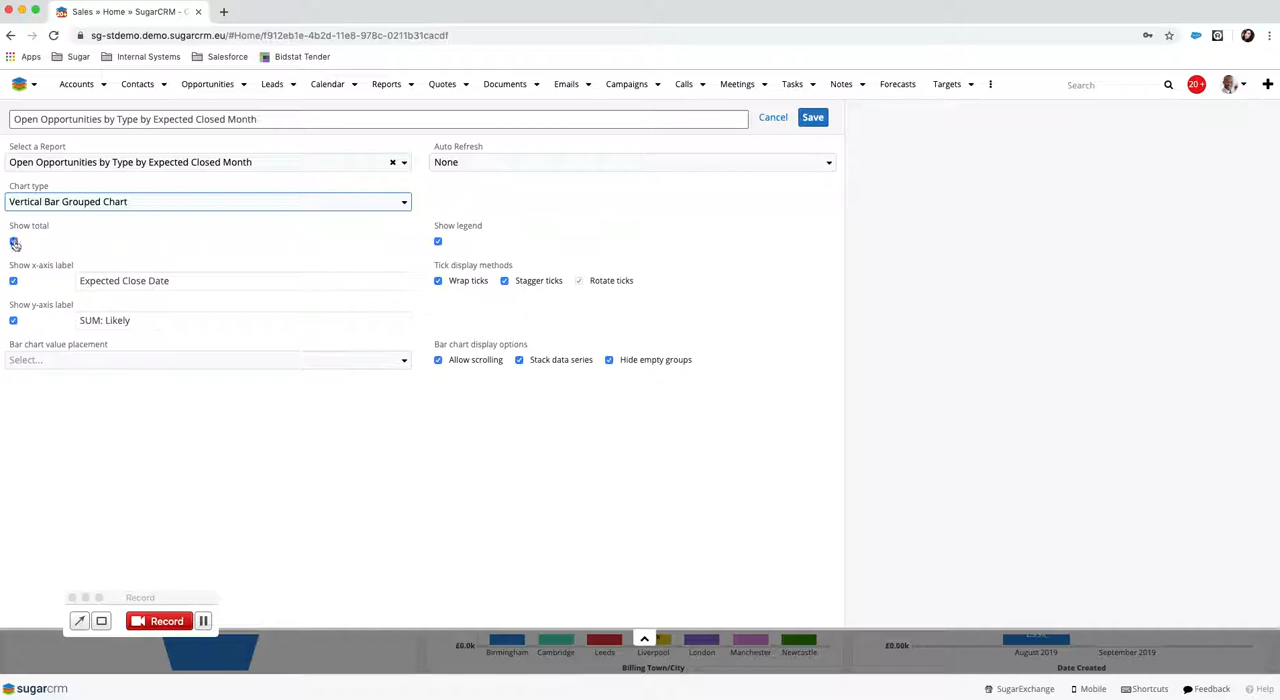 Sales » Home » SugarCRM -
sg-stdemo.demo.sugarcrm.eu/#Home/f912eb1e-4b2d-11e8-978c-0211b31cacdf
Apps Sugar Internal Systems Salesforce Bidstat Tender
Accounts Contacts Opportunities Leads Calendar Reports Quotes Documents Emails Campaigns Calls Meetings Tasks Notes Forecasts Targets Search 20 +
Open Opportunities by Type by Expected Closed Month Cancel Save
Select a Report Auto Refresh
Open Opportunities by Type by Expected Closed Month None
Chart type
Vertical Bar Grouped Chart
Show total Show legend
Show x-axis label Tick display methods
Expected Close Date Wrap ticks Stagger ticks Rotate ticks
Show y-axis label
SUM: Likely
Bar chart value placement Bar chart display options
Select... Allow scrolling Stack data series Hide empty groups
Record
Record
£0.0k £0.00k
Birmingham Cambridge Leeds Liverpool London Manchester Newcastle August 2019 September 2019
Billing Town/City Date Created
sugarcrm SugarExchange Mobile Shortcuts Feedback Help